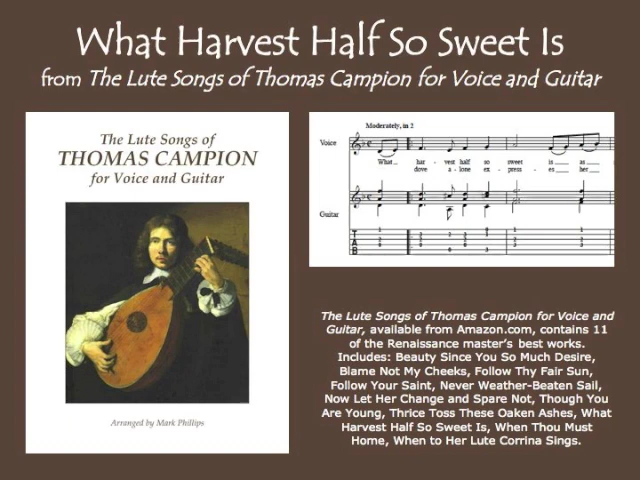 What Harvest Half So Sweet Is
from The Lute Songs of Thomas Campion for Voice and Guitar
The Lute Songs of
THOMAS CAMPION
for Voice and Guitar
Arranged by Mark Phillips
Moderately, in 2
Voice
What har - vest half so sweet is as
dove a - lone ex - press - es her
Guitar
The Lute Songs of Thomas Campion for Voice and
Guitar, available from Amazon.com, contains 11
of the Renaissance master's best works.
Includes: Beauty Since You So Much Desire,
Blame Not My Cheeks, Follow Thy Fair Sun,
Follow Your Saint, Never Weather-Beaten Sail,
Now Let Her Change and Spare Not, Though You
Are Young, Thrice Toss These Oaken Ashes, What
Harvest Half So Sweet Is, When Thou Must
Home, When to Her Lute Corrina Sings.